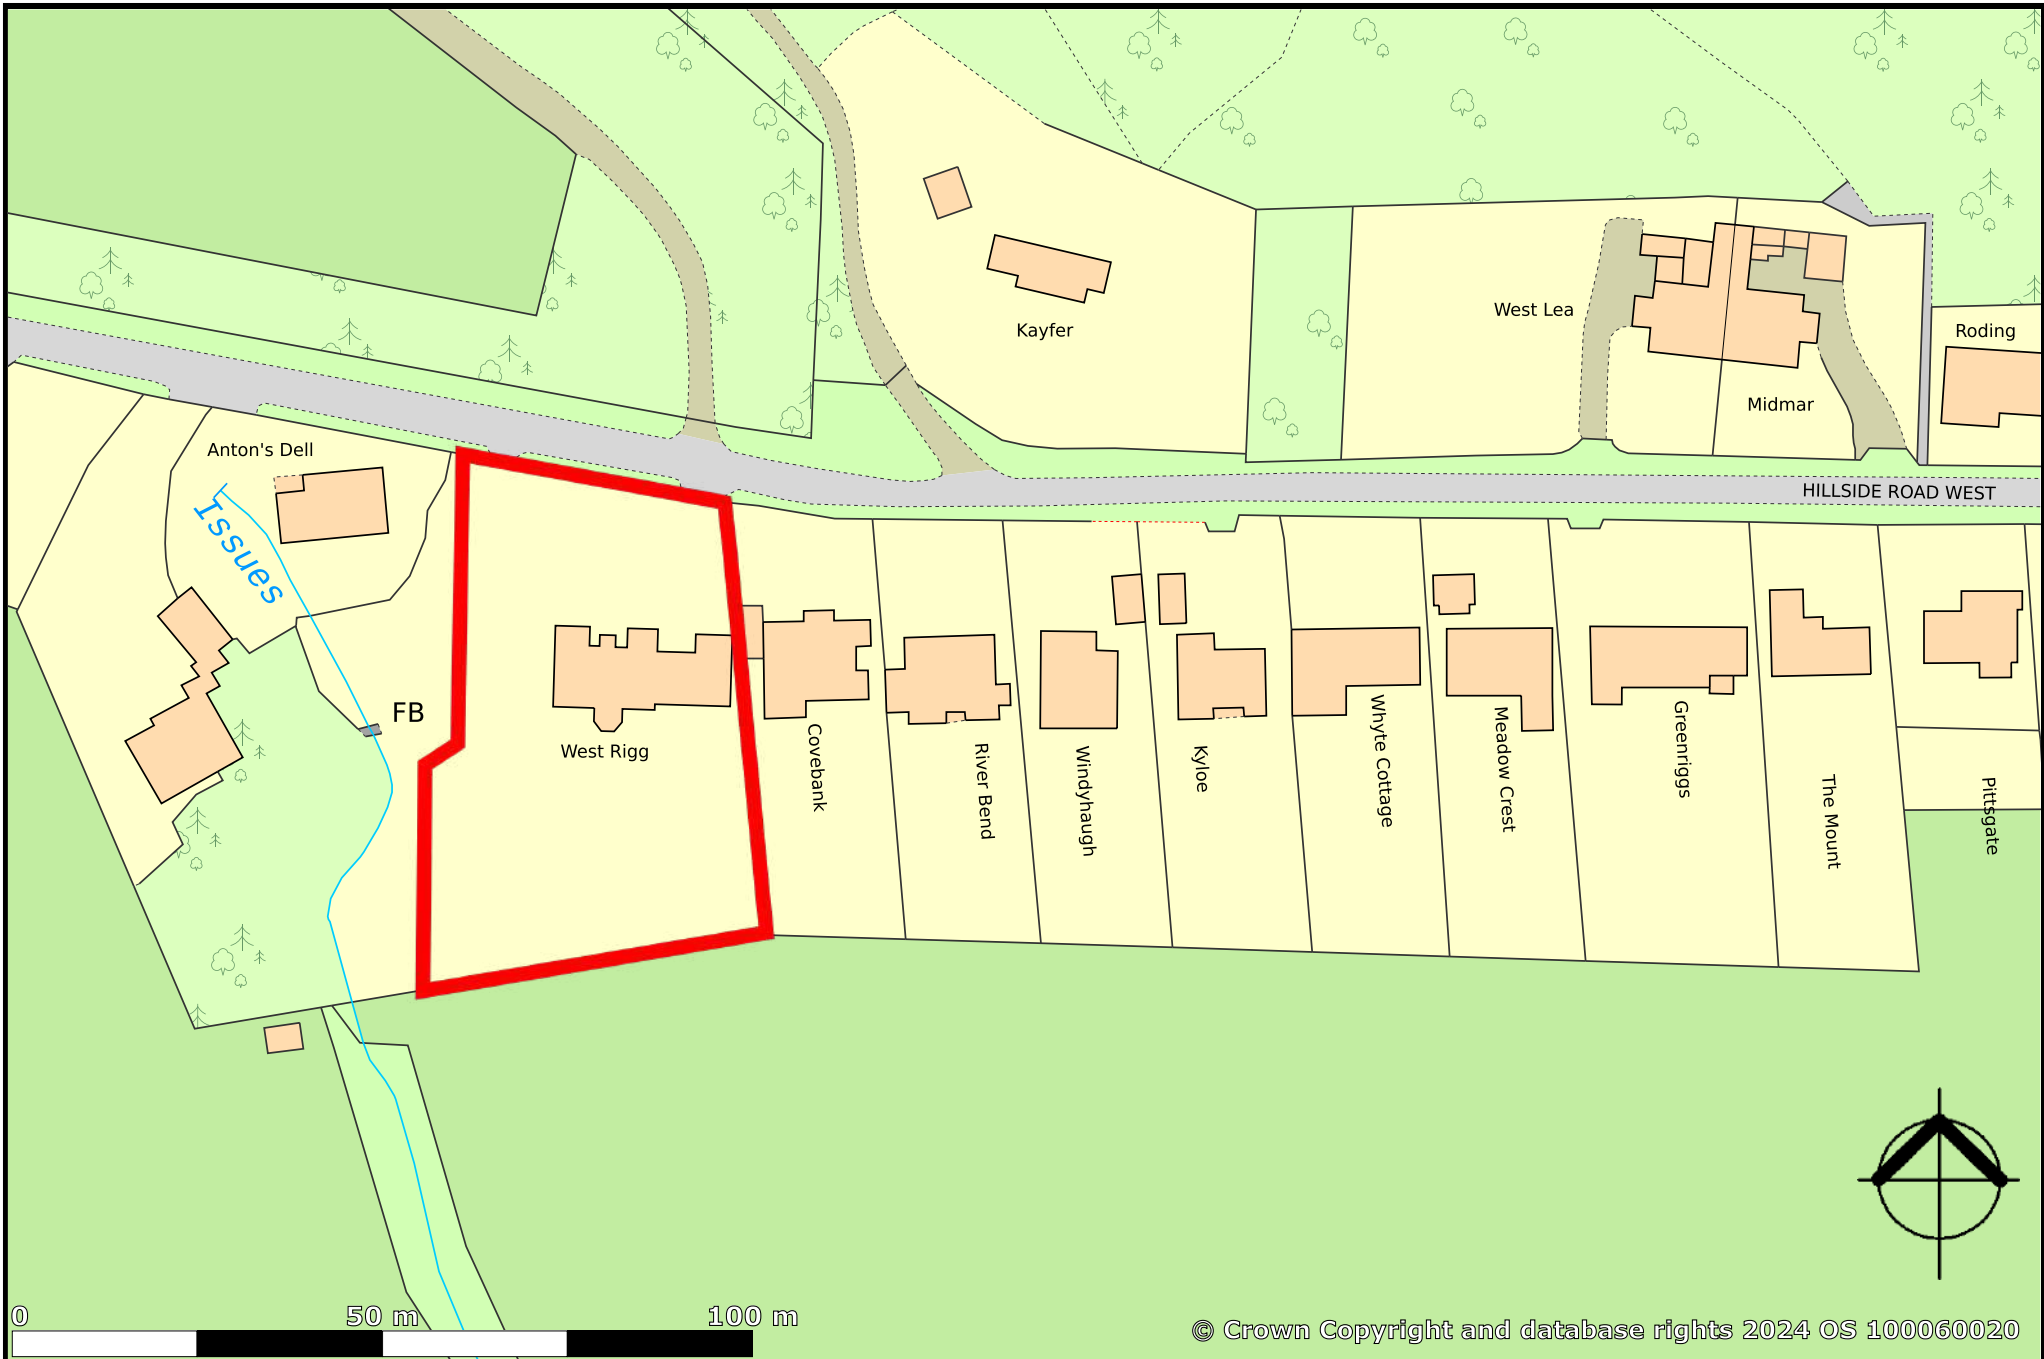 Kayfer
West Lea
Roding
Midmar
Anton's Dell
HILLSIDE ROAD WEST
Issues
FB
West Rigg
Covebank
River Bend
Windyhaugh
Kyloe
Whyte Cottage
Meadow Crest
Greenriggs
The Mount
Pittsgate
0 50 m 100 m
© Crown Copyright and database rights 2024 OS 100060020